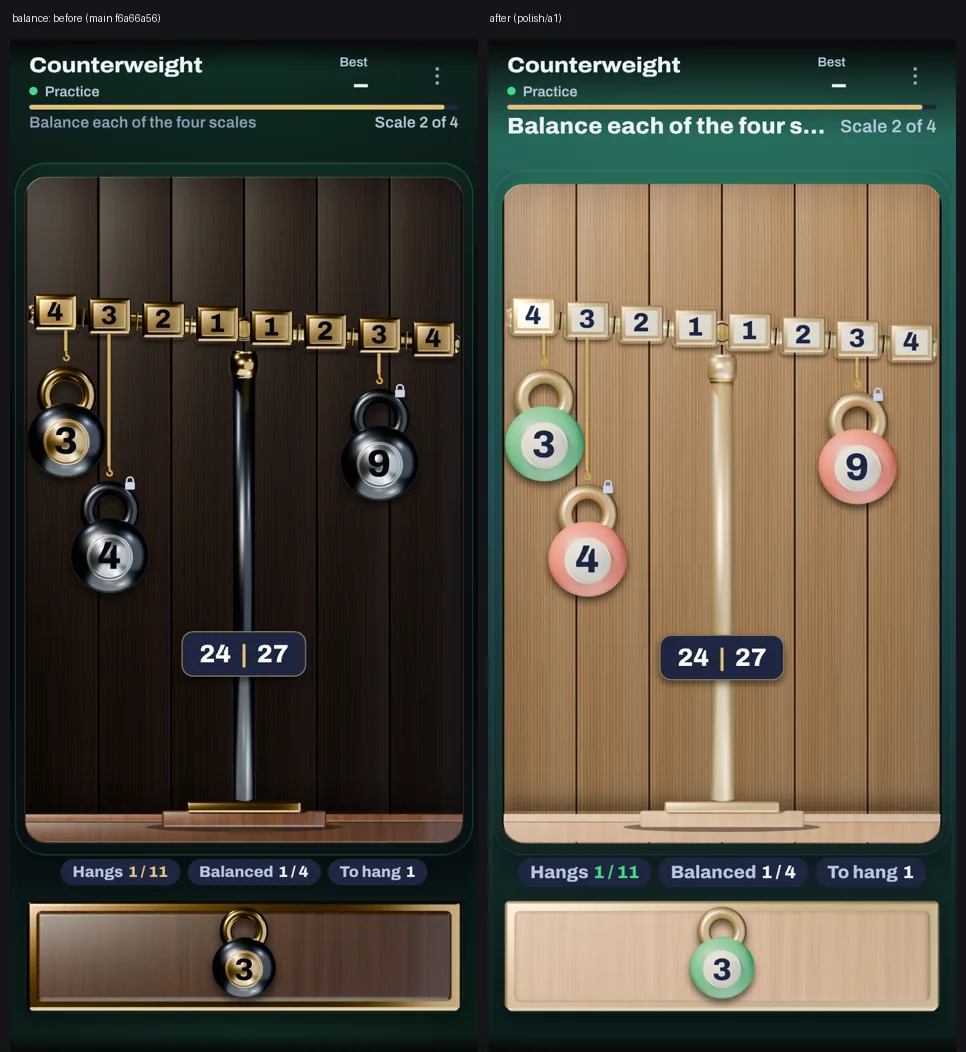 balance: before (main f6a66a56)
Counterweight
Best
Practice
–
Balance each of the four scales
Scale 2 of 4
4 3 2 1 1 2 3 4
3
9
4
24 | 27
Hangs 1 / 11
Balanced 1 / 4
To hang 1
3
after (polish/a1)
Counterweight
Best
Practice
–
Balance each of the four s...
Scale 2 of 4
4 3 2 1 1 2 3 4
3
9
4
24 | 27
Hangs 1 / 11
Balanced 1 / 4
To hang 1
3